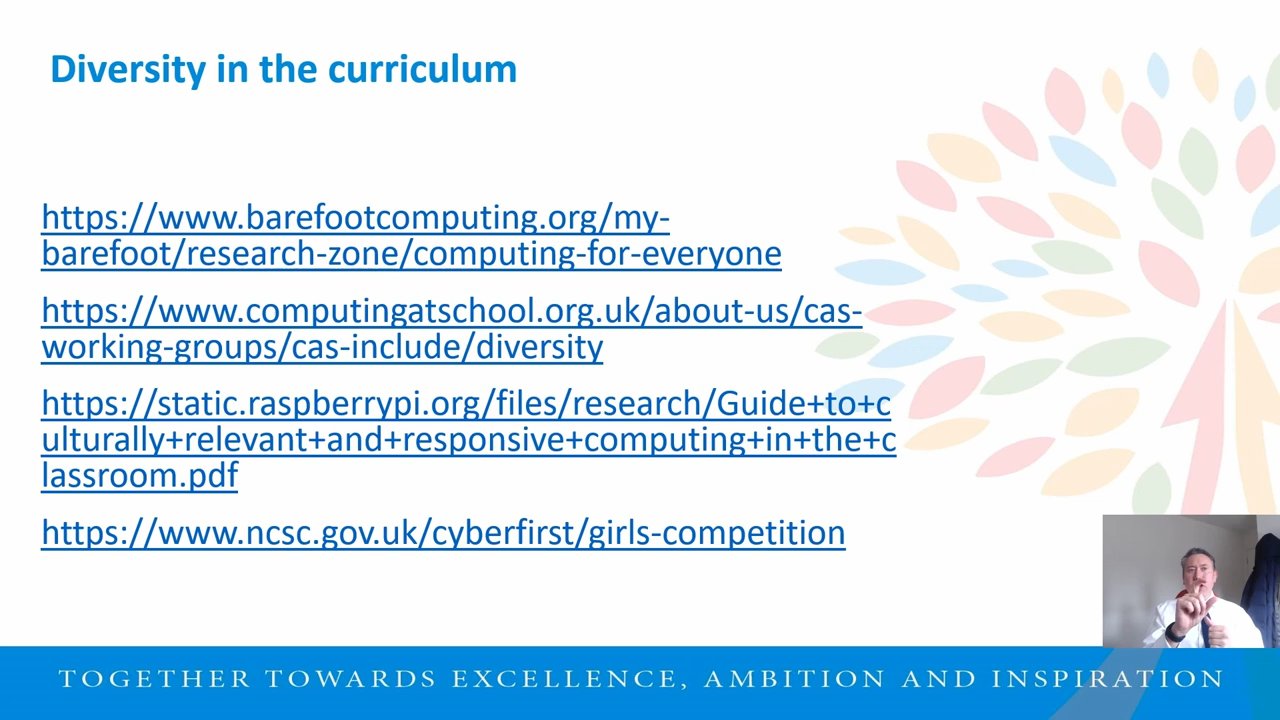 Diversity in the curriculum
https://www.barefootcomputing.org/my-
barefoot/research-zone/computing-for-everyone
https://www.computingatschool.org.uk/about-us/cas-
working-groups/cas-include/diversity
https://static.raspberrypi.org/files/research/Guide+to+c
ulturally+relevant+and+responsive+computing+in+the+c
lassroom.pdf
https://www.ncsc.gov.uk/cyberfirst/girls-competition
TOGETHER TOWARDS EXCELLENCE, AMBITION AND INSPIRATION